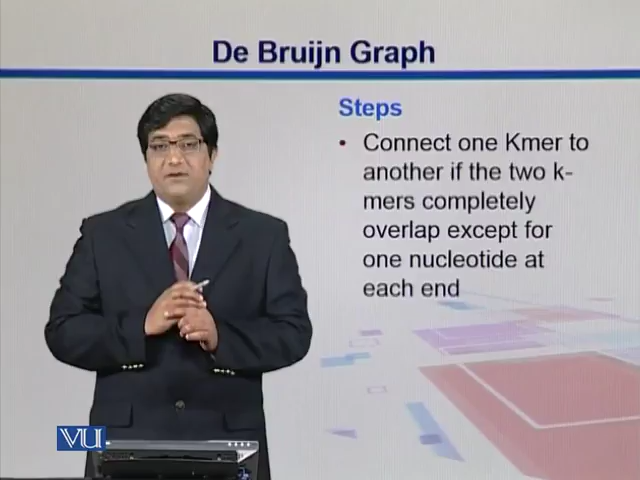 De Bruijn Graph
Steps
• Connect one Kmer to
another if the two k-
mers completely
overlap except for
one nucleotide at
each end
VU